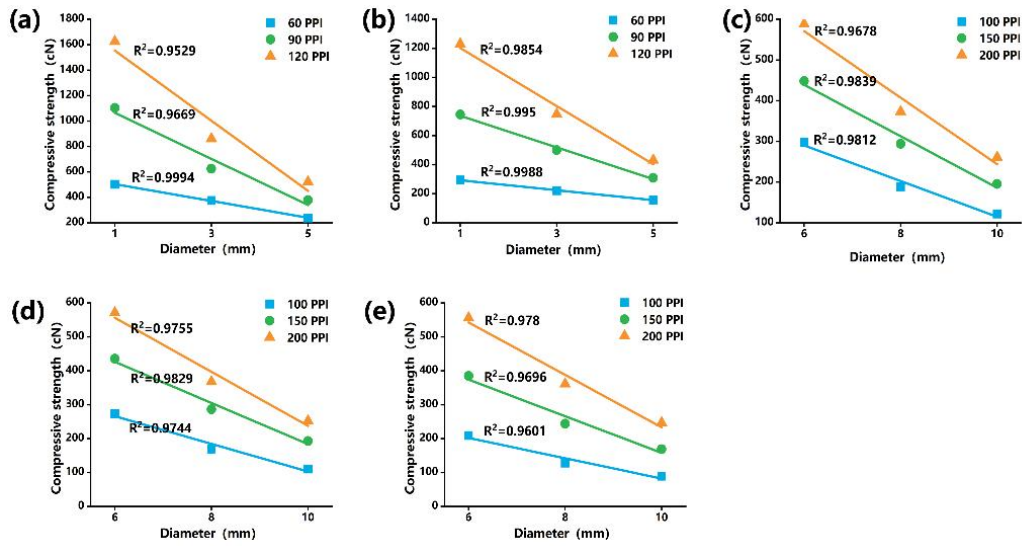 (a)
Compressive strength（cN）
1800
1600
1400
1200
1000
800
600
400
200
R²=0.9529
R²=0.9669
R²=0.9994
60 PPI
90 PPI
120 PPI
1
3
5
Diameter（mm）
(b)
Compressive strength（cN）
1400
1200
1000
800
600
400
200
0
R²=0.9854
R²=0.995
R²=0.9988
60 PPI
90 PPI
120 PPI
1
3
5
Diameter（mm）
(c)
Compressive strength（cN）
600
500
400
300
200
100
R²=0.9678
R²=0.9839
R²=0.9812
100 PPI
150 PPI
200 PPI
6
8
10
Diameter（mm）
(d)
Compressive strength（cN）
600
500
400
300
200
100
0
R²=0.9755
R²=0.9829
R²=0.9744
100 PPI
150 PPI
200 PPI
6
8
10
Diameter（mm）
(e)
Compressive strength（cN）
600
500
400
300
200
100
0
R²=0.978
R²=0.9696
R²=0.9601
100 PPI
150 PPI
200 PPI
6
8
10
Diameter（mm）